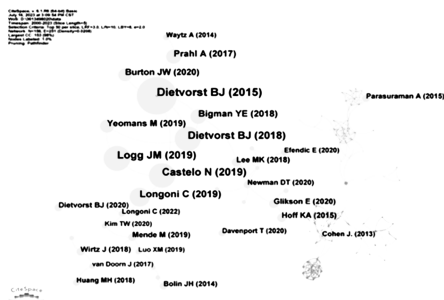 Waytz A (2014)
Prahl A (2017)
Burton JW (2020)
Dietvorst BJ (2015)
Parasuraman A (2015)
Bigman YE (2018)
Yeomans M (2019)
Dietvorst BJ (2018)
Efendic E (2020)
Logg JM (2019)
Lee MK (2018)
Castelo N (2019)
Newman DT (2020)
Longoni C (2019)
Glikson E (2020)
Dietvorst BJ (2020)
Longoni C (2022)
Hoff KA (2015)
Kim TW (2020)
Davenport T (2020)
Cohen J. (2013)
Mende M (2019)
Wirtz J (2018)
Luo XM (2019)
van Doorn J (2017)
Huang MH (2018)
Bolin JH (2014)
CiteSpace